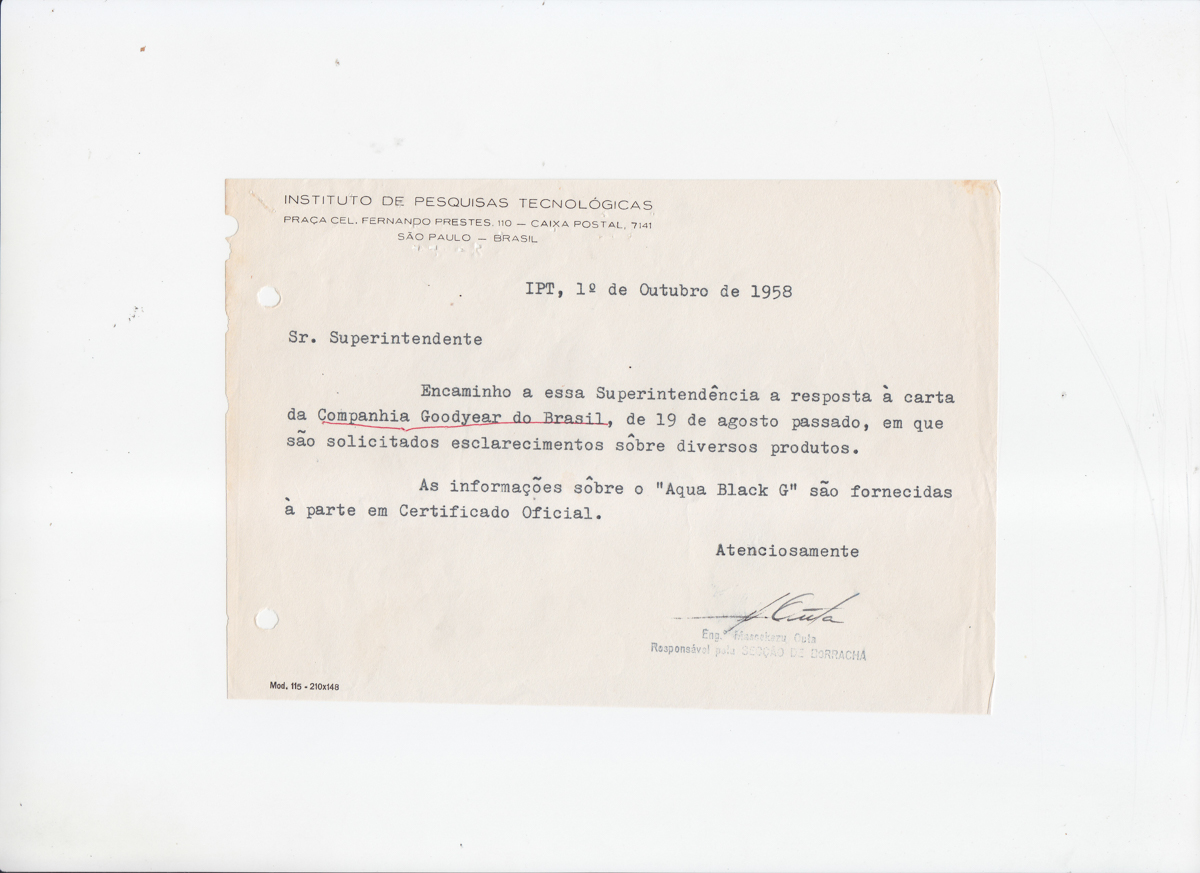 INSTITUTO DE PESQUISAS TECNOLÓGICAS
PRAÇA CEL. FERNANDO PRESTES, 110 — CAIXA POSTAL, 7141
SÃO PAULO — BRASIL
IPT, 1º de Outubro de 1958
Sr. Superintendente
Encaminho a essa Superintendência a resposta à carta
da Companhia Goodyear do Brasil, de 19 de agosto passado, em que
são solicitados esclarecimentos sôbre diversos produtos.
As informações sôbre o "Aqua Black G" são fornecidas
à parte em Certificado Oficial.
Atenciosamente
Eng.º Outa
Responsável pela SECÇÃO DE BORRACHA
Mod. 115 - 210x148